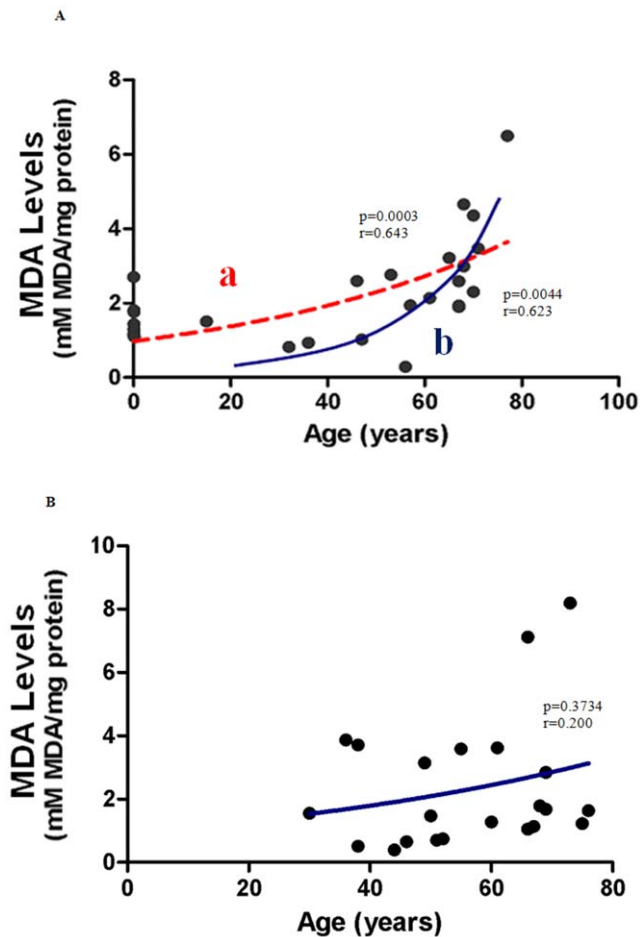 A
MDA Levels
(mM MDA/mg protein)
8
6
4
2
0
p=0.0003
r=0.643
a
p=0.0044
r=0.623
b
0 20 40 60 80 100
Age (years)
B
MDA Levels
(mM MDA/mg protein)
10
8
6
4
2
0
p=0.3734
r=0.200
0 20 40 60 80
Age (years)